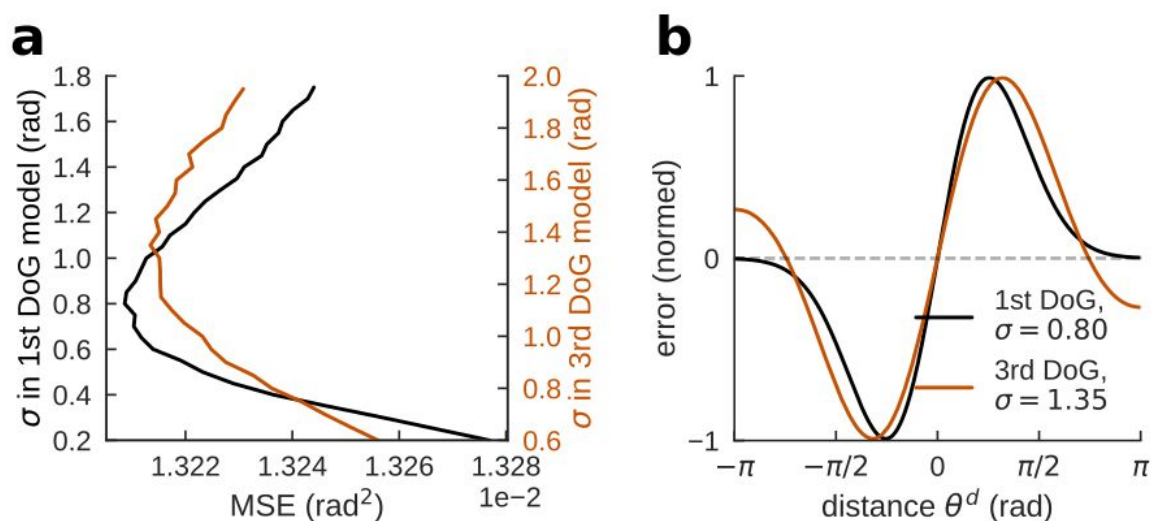 a
1.8
1.6
1.4
1.2
1.0
0.8
0.6
0.4
0.2
σ in 1st DoG model (rad)
2.0
1.8
1.6
1.4
1.2
1.0
0.8
0.6
σ in 3rd DoG model (rad)
1.322
1.324
1.326
1.328
MSE (rad²)
1e−2
b
1
0
−1
error (normed)
1st DoG,
σ = 0.80
3rd DoG,
σ = 1.35
−π
−π/2
0
π/2
π
distance θᵈ (rad)